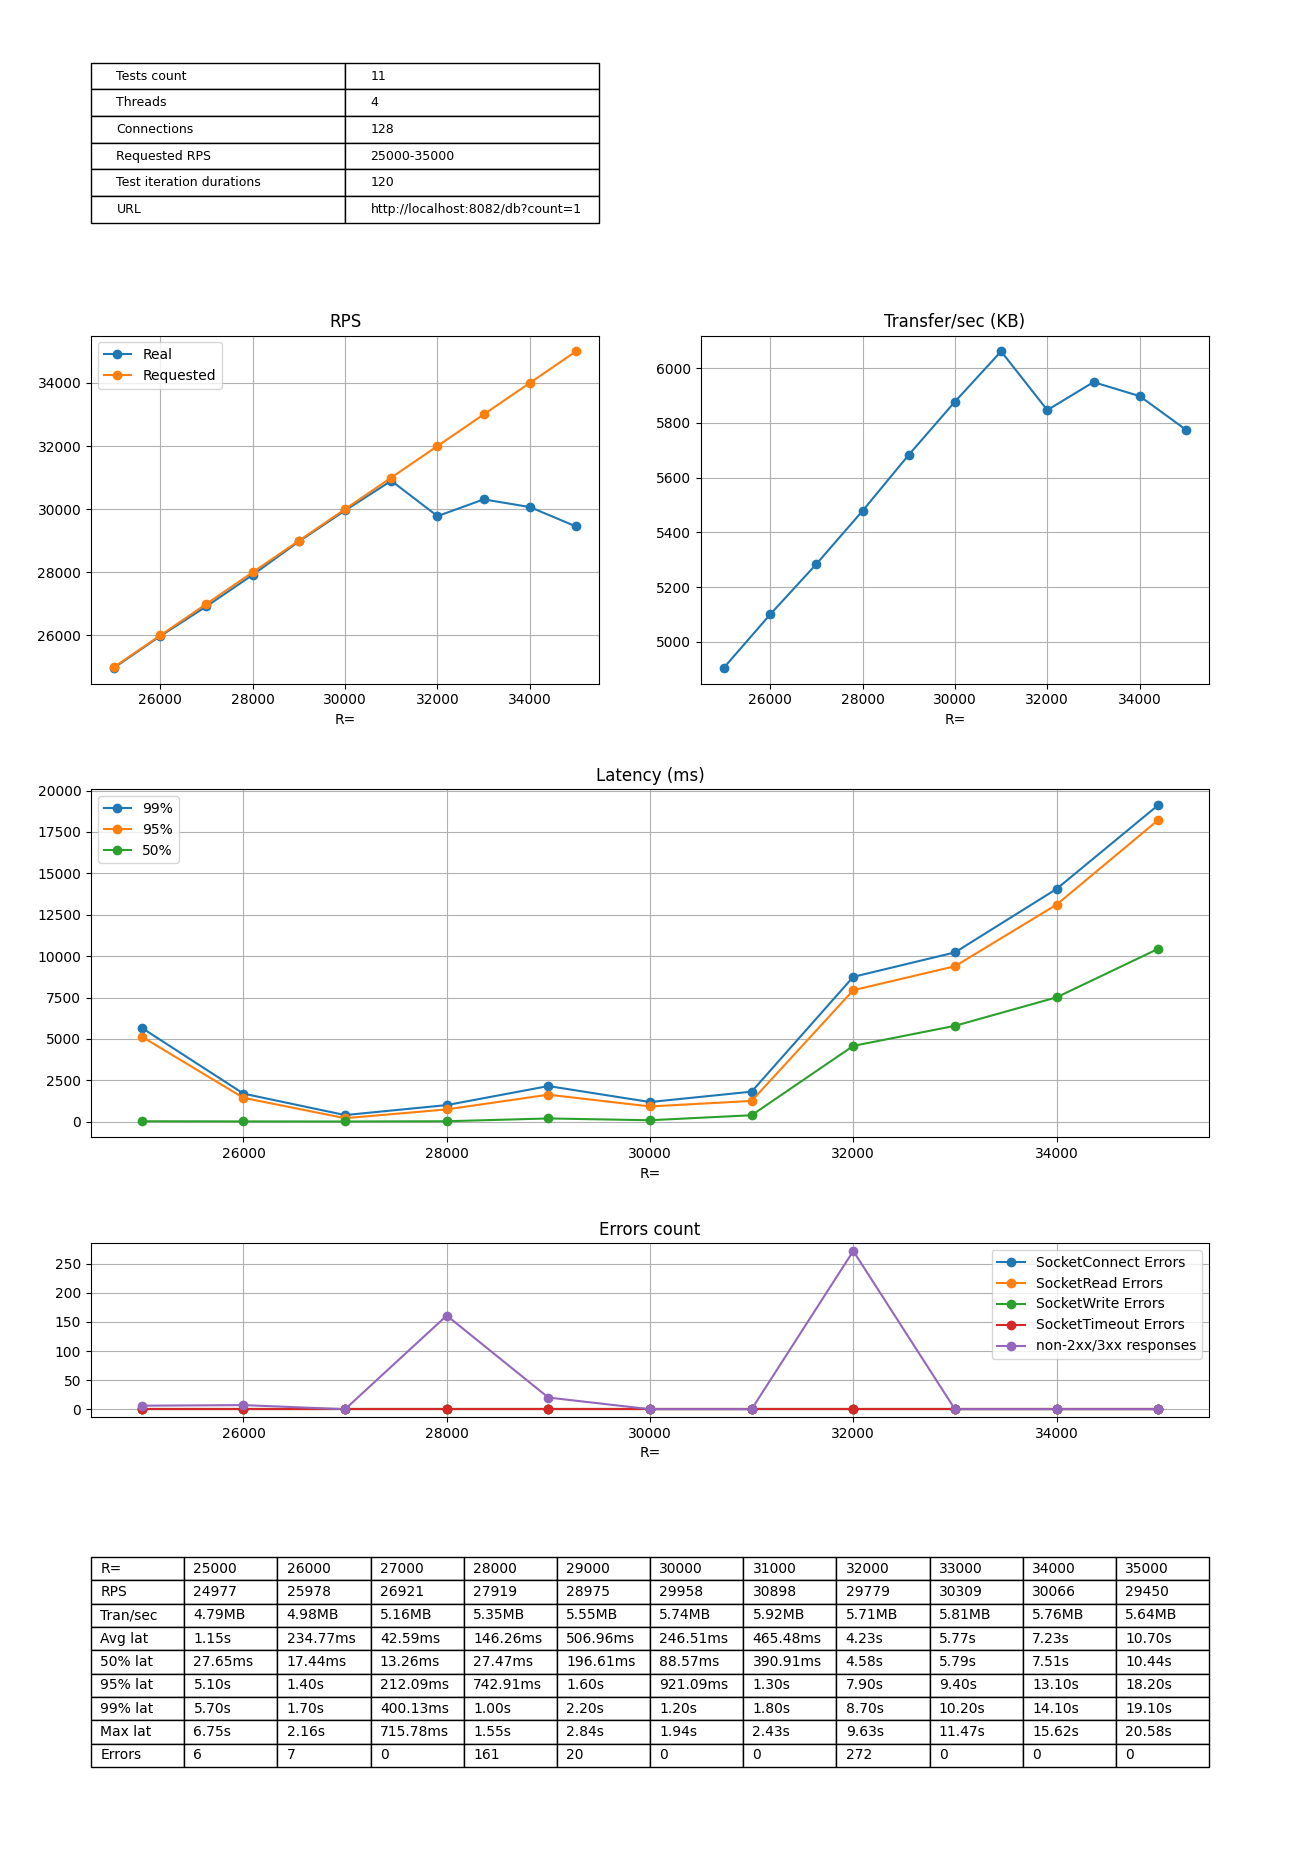 Tests count 11
Threads 4
Connections 128
Requested RPS 25000-35000
Test iteration durations 120
URL http://localhost:8082/db?count=1
RPS
Real
Requested
34000
32000
30000
28000
26000
26000 28000 30000 32000 34000
R=
Transfer/sec (KB)
6000
5800
5600
5400
5200
5000
26000 28000 30000 32000 34000
R=
Latency (ms)
99%
95%
50%
20000
17500
15000
12500
10000
7500
5000
2500
0
26000 28000 30000 32000 34000
R=
Errors count
SocketConnect Errors
SocketRead Errors
SocketWrite Errors
SocketTimeout Errors
non-2xx/3xx responses
250
200
150
100
50
0
26000 28000 30000 32000 34000
R=
R= 25000 26000 27000 28000 29000 30000 31000 32000 33000 34000 35000
RPS 24977 25978 26921 27919 28975 29958 30898 29779 30309 30066 29450
Tran/sec 4.79MB 4.98MB 5.16MB 5.35MB 5.55MB 5.74MB 5.92MB 5.71MB 5.81MB 5.76MB 5.64MB
Avg lat 1.15s 234.77ms 42.59ms 146.26ms 506.96ms 246.51ms 465.48ms 4.23s 5.77s 7.23s 10.70s
50% lat 27.65ms 17.44ms 13.26ms 27.47ms 196.61ms 88.57ms 390.91ms 4.58s 5.79s 7.51s 10.44s
95% lat 5.10s 1.40s 212.09ms 742.91ms 1.60s 921.09ms 1.30s 7.90s 9.40s 13.10s 18.20s
99% lat 5.70s 1.70s 400.13ms 1.00s 2.20s 1.20s 1.80s 8.70s 10.20s 14.10s 19.10s
Max lat 6.75s 2.16s 715.78ms 1.55s 2.84s 1.94s 2.43s 9.63s 11.47s 15.62s 20.58s
Errors 6 7 0 161 20 0 0 272 0 0 0